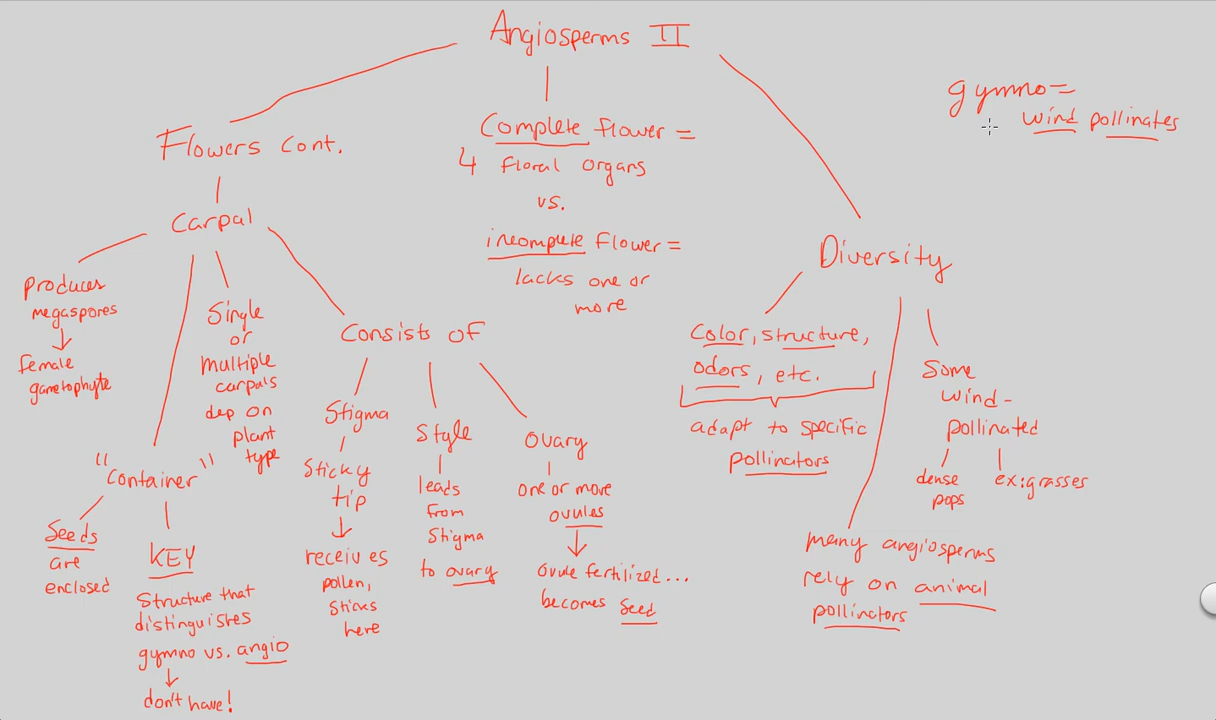 Angiosperms II
Flowers cont.
Carpal
Produces
megaspores
female
gametophyte
"Container"
Seeds
are
enclosed
KEY
Structure that
distinguishes
gymno vs. angio
don't have!
Single
or
multiple
carpals
dep on
plant
type
Consists of
Stigma
Sticky
tip
receives
pollen,
Sticks
here
Style
leads
from
Stigma
to ovary
Ovary
one or more
ovules
Ovule fertilized...
becomes seed
Complete flower =
4 floral organs
vs.
incomplete flower =
lacks one or
more
Diversity
Color, structure,
odors, etc.
adapt to specific
pollinators
many angiosperms
rely on animal
pollinators
Some
wind-
pollinated
dense
pops
ex: grasses
gymno=
wind pollinates